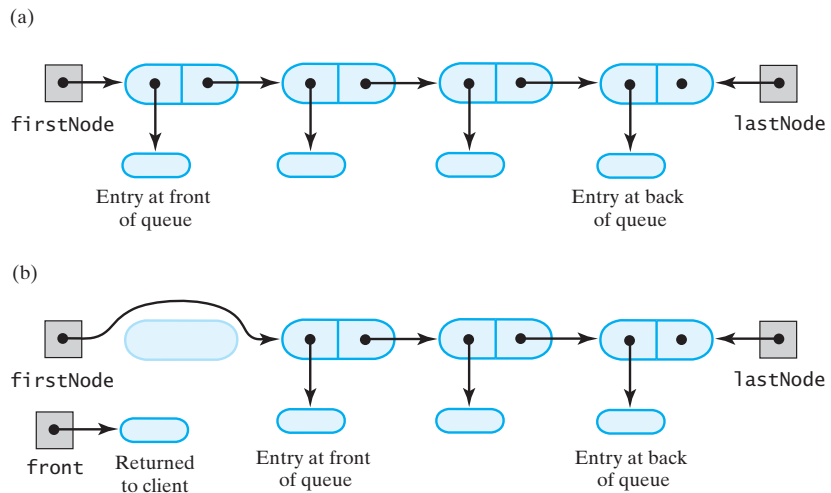 (a)
firstNode
lastNode
Entry at front
of queue
Entry at back
of queue
(b)
firstNode
lastNode
front
Returned
to client
Entry at front
of queue
Entry at back
of queue